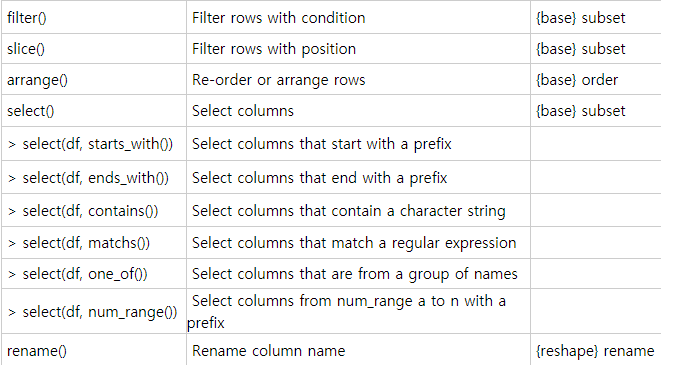 filter() Filter rows with condition {base} subset
slice() Filter rows with position {base} subset
arrange() Re-order or arrange rows {base} order
select() Select columns {base} subset
> select(df, starts_with()) Select columns that start with a prefix
> select(df, ends_with()) Select columns that end with a prefix
> select(df, contains()) Select columns that contain a character string
> select(df, matchs()) Select columns that match a regular expression
> select(df, one_of()) Select columns that are from a group of names
> select(df, num_range()) Select columns from num_range a to n with a
prefix
rename() Rename column name {reshape} rename